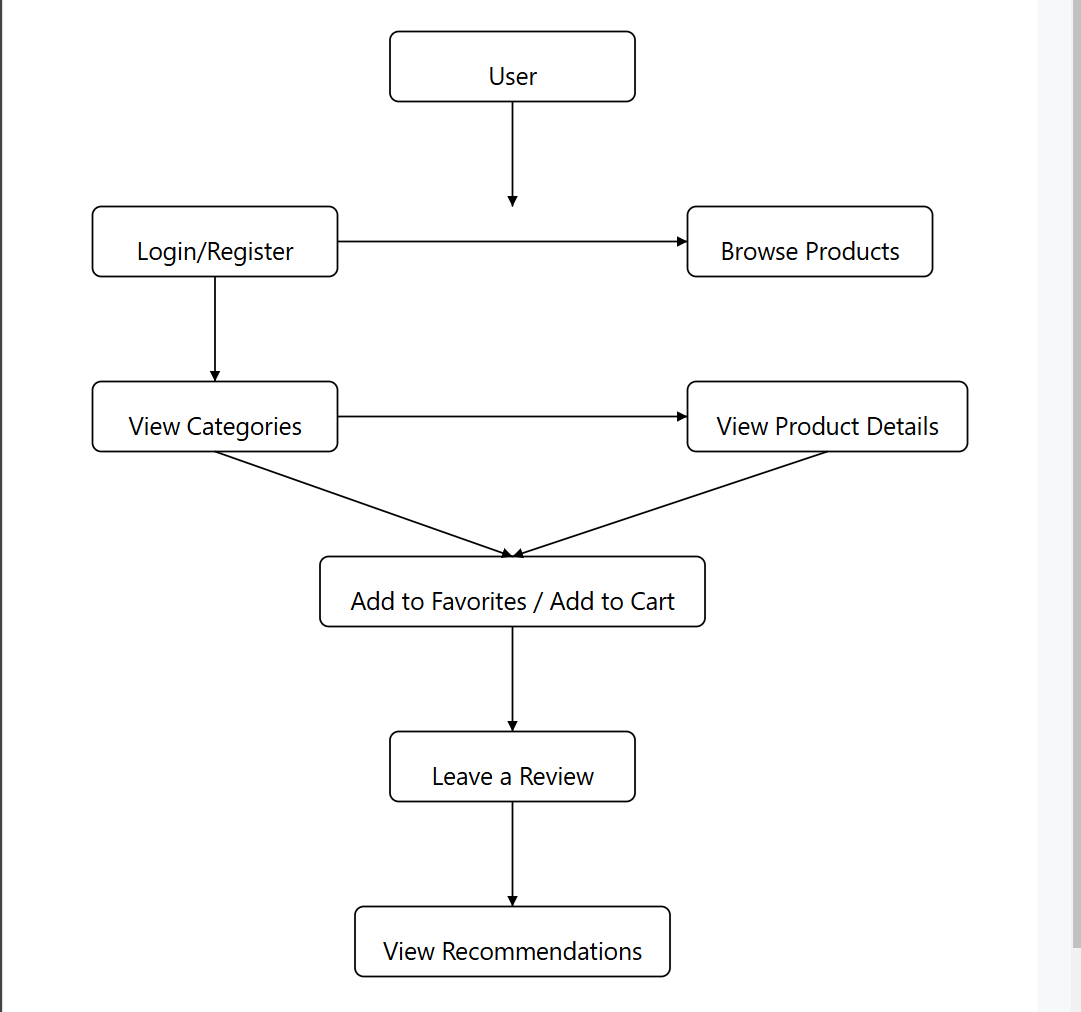 User
Login/Register
Browse Products
View Categories
View Product Details
Add to Favorites / Add to Cart
Leave a Review
View Recommendations